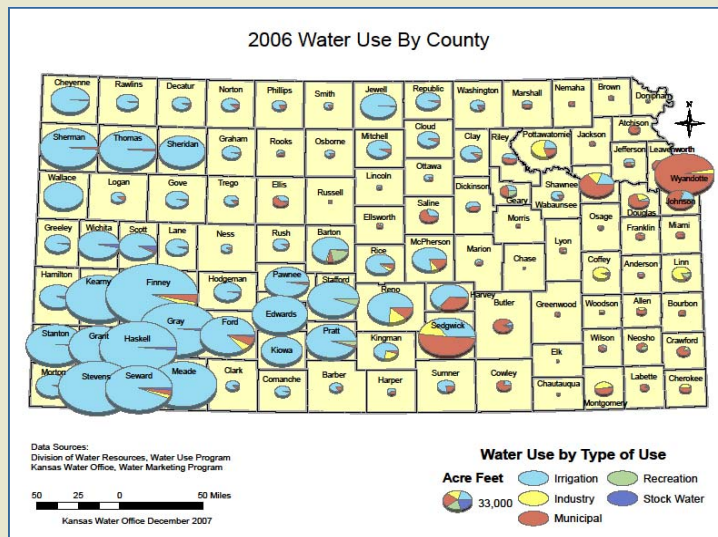 2006 Water Use By County
Cheyenne
Rawlins
Decatur
Norton
Phillips
Smith
Jewell
Republic
Washington
Marshall
Nemaha
Brown
Doniphan
N
Sherman
Thomas
Sheridan
Graham
Rooks
Osborne
Mitchell
Cloud
Clay
Riley
Pottawatomie
Jackson
Atchison
Jefferson
Leavenworth
Wyandotte
Wallace
Logan
Gove
Trego
Ellis
Russell
Lincoln
Ottawa
Saline
Dickinson
Geary
Wabaunsee
Shawnee
Douglas
Johnson
Greeley
Wichita
Scott
Lane
Ness
Rush
Barton
Ellsworth
Rice
McPherson
Marion
Morris
Chase
Lyon
Osage
Franklin
Miami
Hamilton
Kearny
Finney
Hodgeman
Pawnee
Stafford
Reno
Harvey
Butler
Greenwood
Coffey
Anderson
Linn
Stanton
Grant
Haskell
Gray
Ford
Edwards
Kiowa
Pratt
Kingman
Sedgwick
Elk
Woodson
Allen
Bourbon
Wilson
Neosho
Crawford
Morton
Stevens
Seward
Meade
Clark
Comanche
Barber
Harper
Sumner
Cowley
Chautauqua
Montgomery
Labette
Cherokee
Data Sources:
Division of Water Resources, Water Use Program
Kansas Water Office, Water Marketing Program
50 25 0 50 Miles
Kansas Water Office December 2007
Water Use by Type of Use
Acre Feet
33,000
Irrigation
Industry
Municipal
Recreation
Stock Water